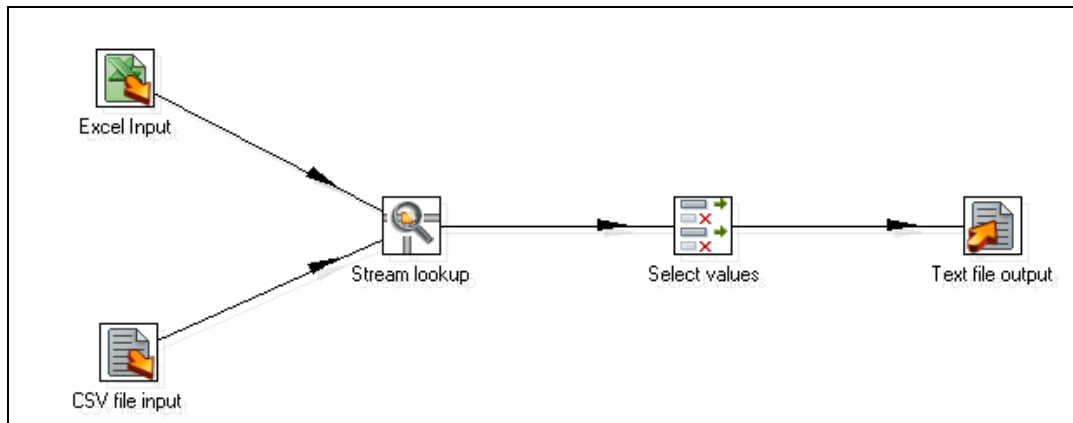 Excel Input
Stream lookup
Select values
Text file output
CSV file input